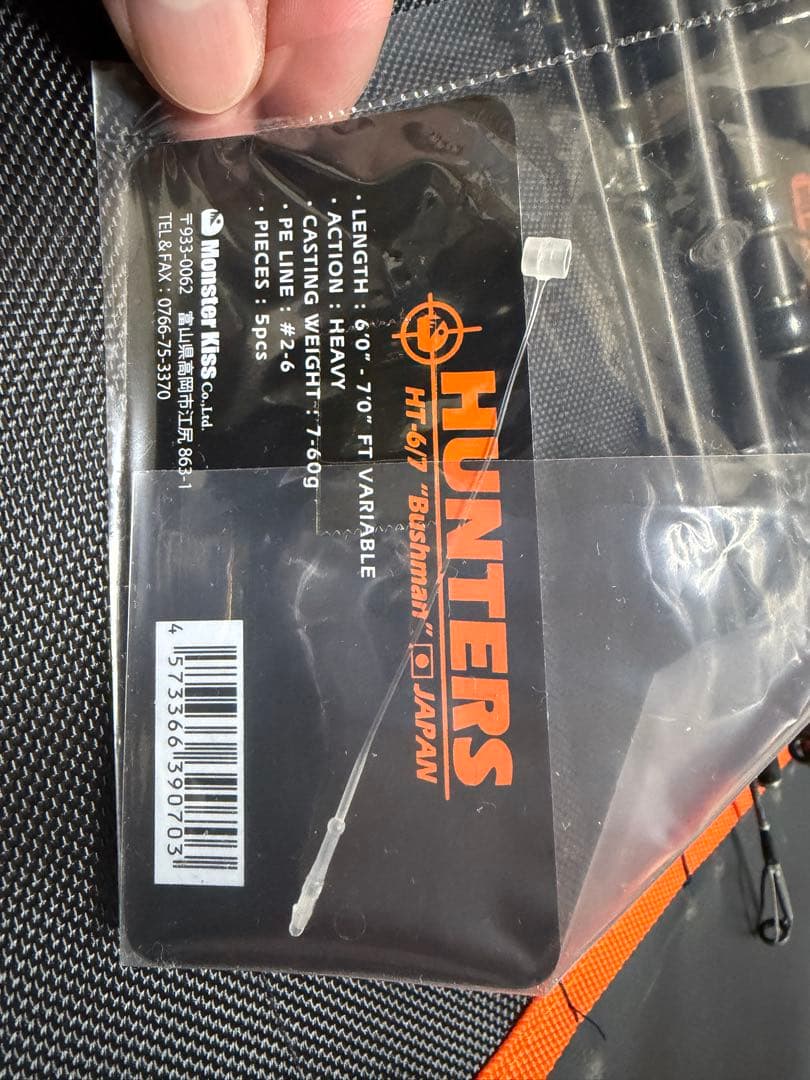 HUNTERS
HT-6/7 "Bushman" JAPAN
・LENGTH : 6'0" - 7'0" FT VARIABLE
・ACTION : HEAVY
・CASTING WEIGHT : 7-60g
・PE LINE : #2-6
・PIECES : 5pcs
Monster Kiss Co.,Ltd.
〒933-0062 富山県高岡市江尻 863-1
TEL & FAX : 0766-75-3370
4 573366 390703